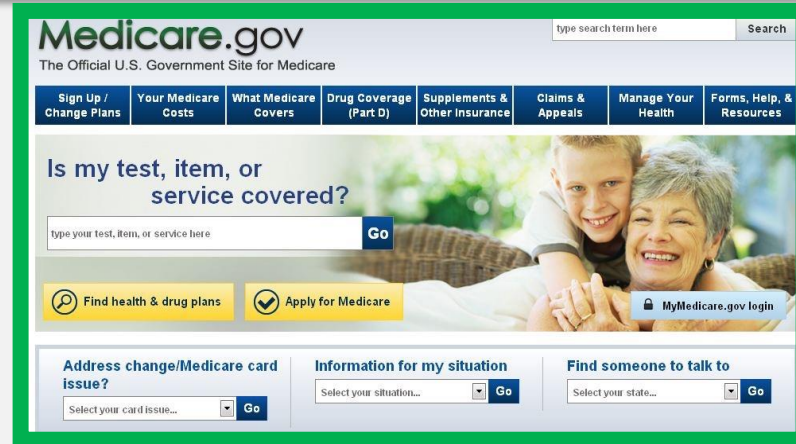 Medicare.gov
type search term here
Search
The Official U.S. Government Site for Medicare
Sign Up /
Change Plans
Your Medicare
Costs
What Medicare
Covers
Drug Coverage
(Part D)
Supplements &
Other Insurance
Claims &
Appeals
Manage Your
Health
Forms, Help, &
Resources
Is my test, item, or
service covered?
type your test, item, or service here
Go
Find health & drug plans
Apply for Medicare
MyMedicare.gov login
Address change/Medicare card
issue?
Select your card issue...
Go
Information for my situation
Select your situation...
Go
Find someone to talk to
Select your state...
Go